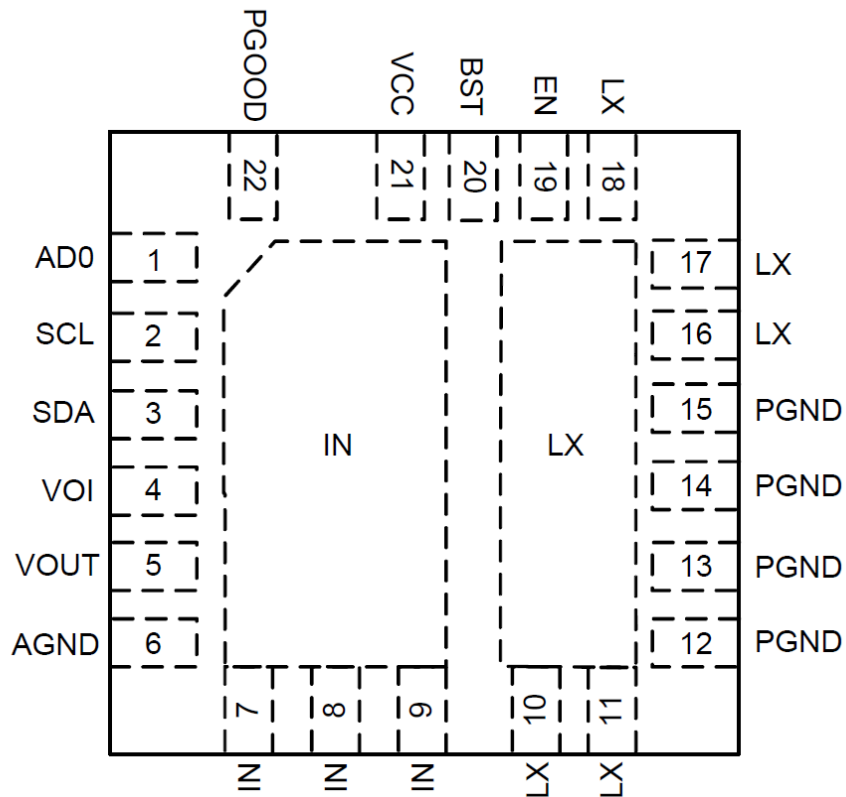 PGOOD
VCC
BST
EN
LX
22
21
20
19
18
AD0
1
17
LX
SCL
2
16
LX
SDA
3
15
PGND
IN
LX
VOI
4
14
PGND
VOUT
5
13
PGND
AGND
6
12
PGND
7
8
9
10
11
IN
IN
IN
LX
LX